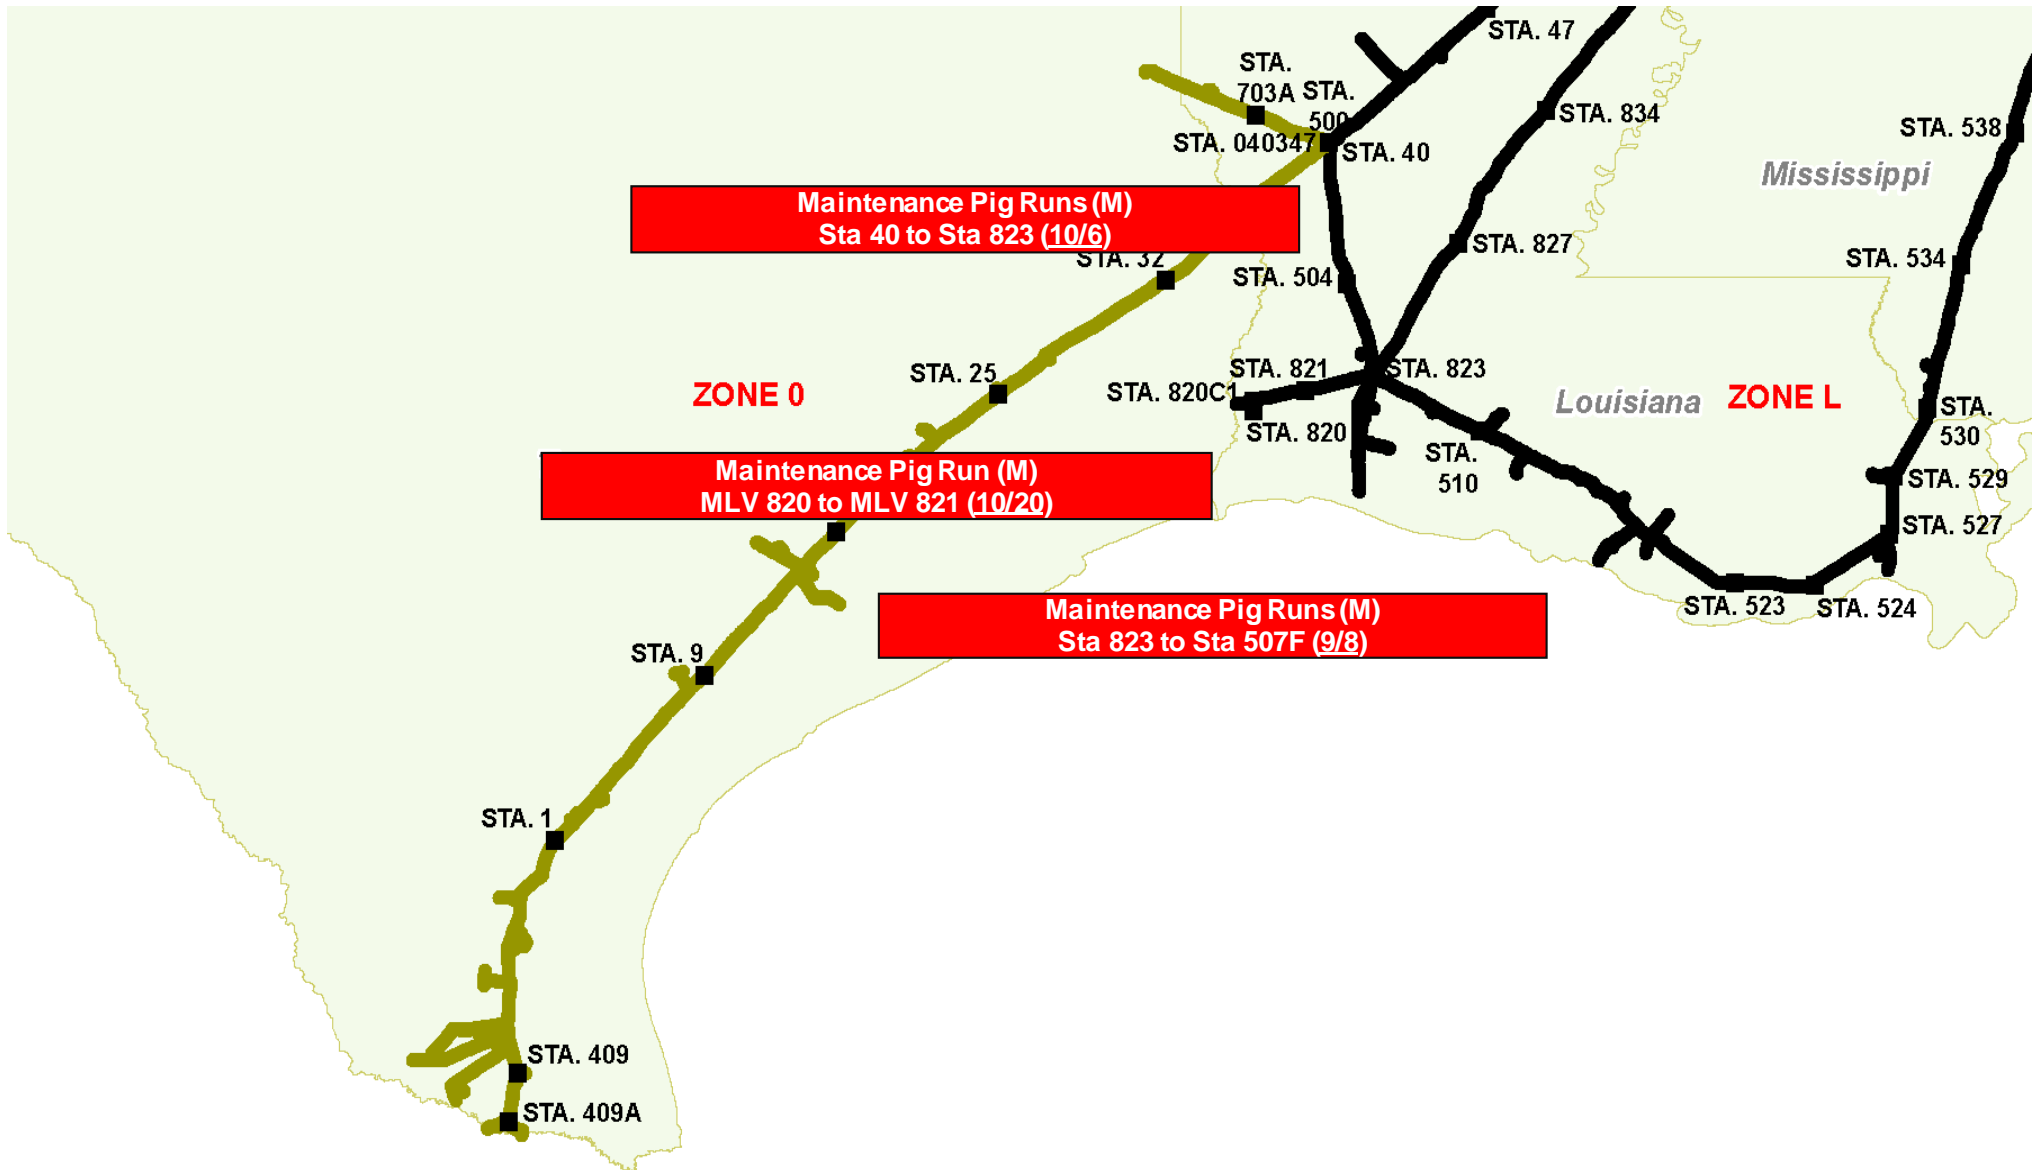 STA. 47
STA.
703A
STA.
500
STA. 834
STA. 538
STA. 040347
STA. 40
Mississippi
Maintenance Pig Runs (M)
Sta 40 to Sta 823 (10/6)
STA. 827
STA. 534
STA. 32
STA. 504
STA. 821
STA. 823
STA. 25
STA. 820C1
ZONE 0
Louisiana
ZONE L
STA.
530
STA. 820
STA.
510
Maintenance Pig Run (M)
MLV 820 to MLV 821 (10/20)
STA. 529
STA. 527
Maintenance Pig Runs (M)
Sta 823 to Sta 507F (9/8)
STA. 523
STA. 524
STA. 9
STA. 1
STA. 409
STA. 409A